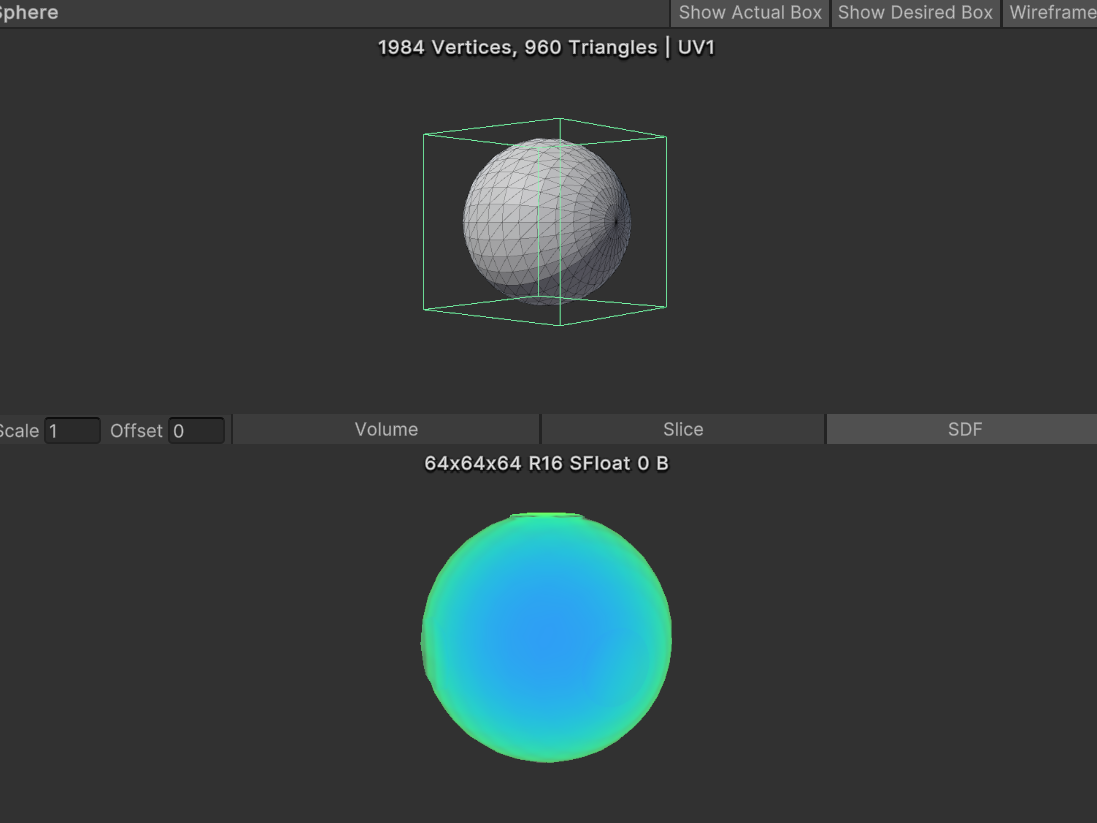 Sphere Show Actual Box Show Desired Box Wireframe
1984 Vertices, 960 Triangles | UV1
Scale 1 Offset 0 Volume Slice SDF
64x64x64 R16 SFloat 0 B